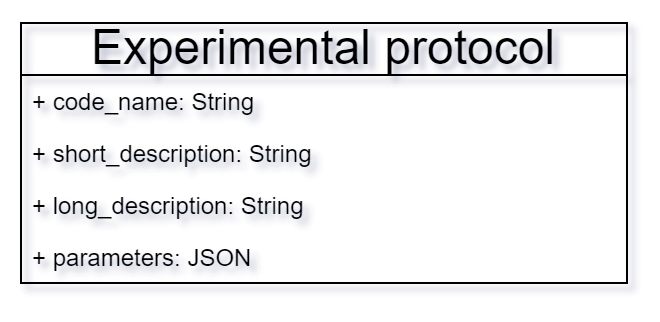 Experimental protocol
+ code_name: String
+ short_description: String
+ long_description: String
+ parameters: JSON